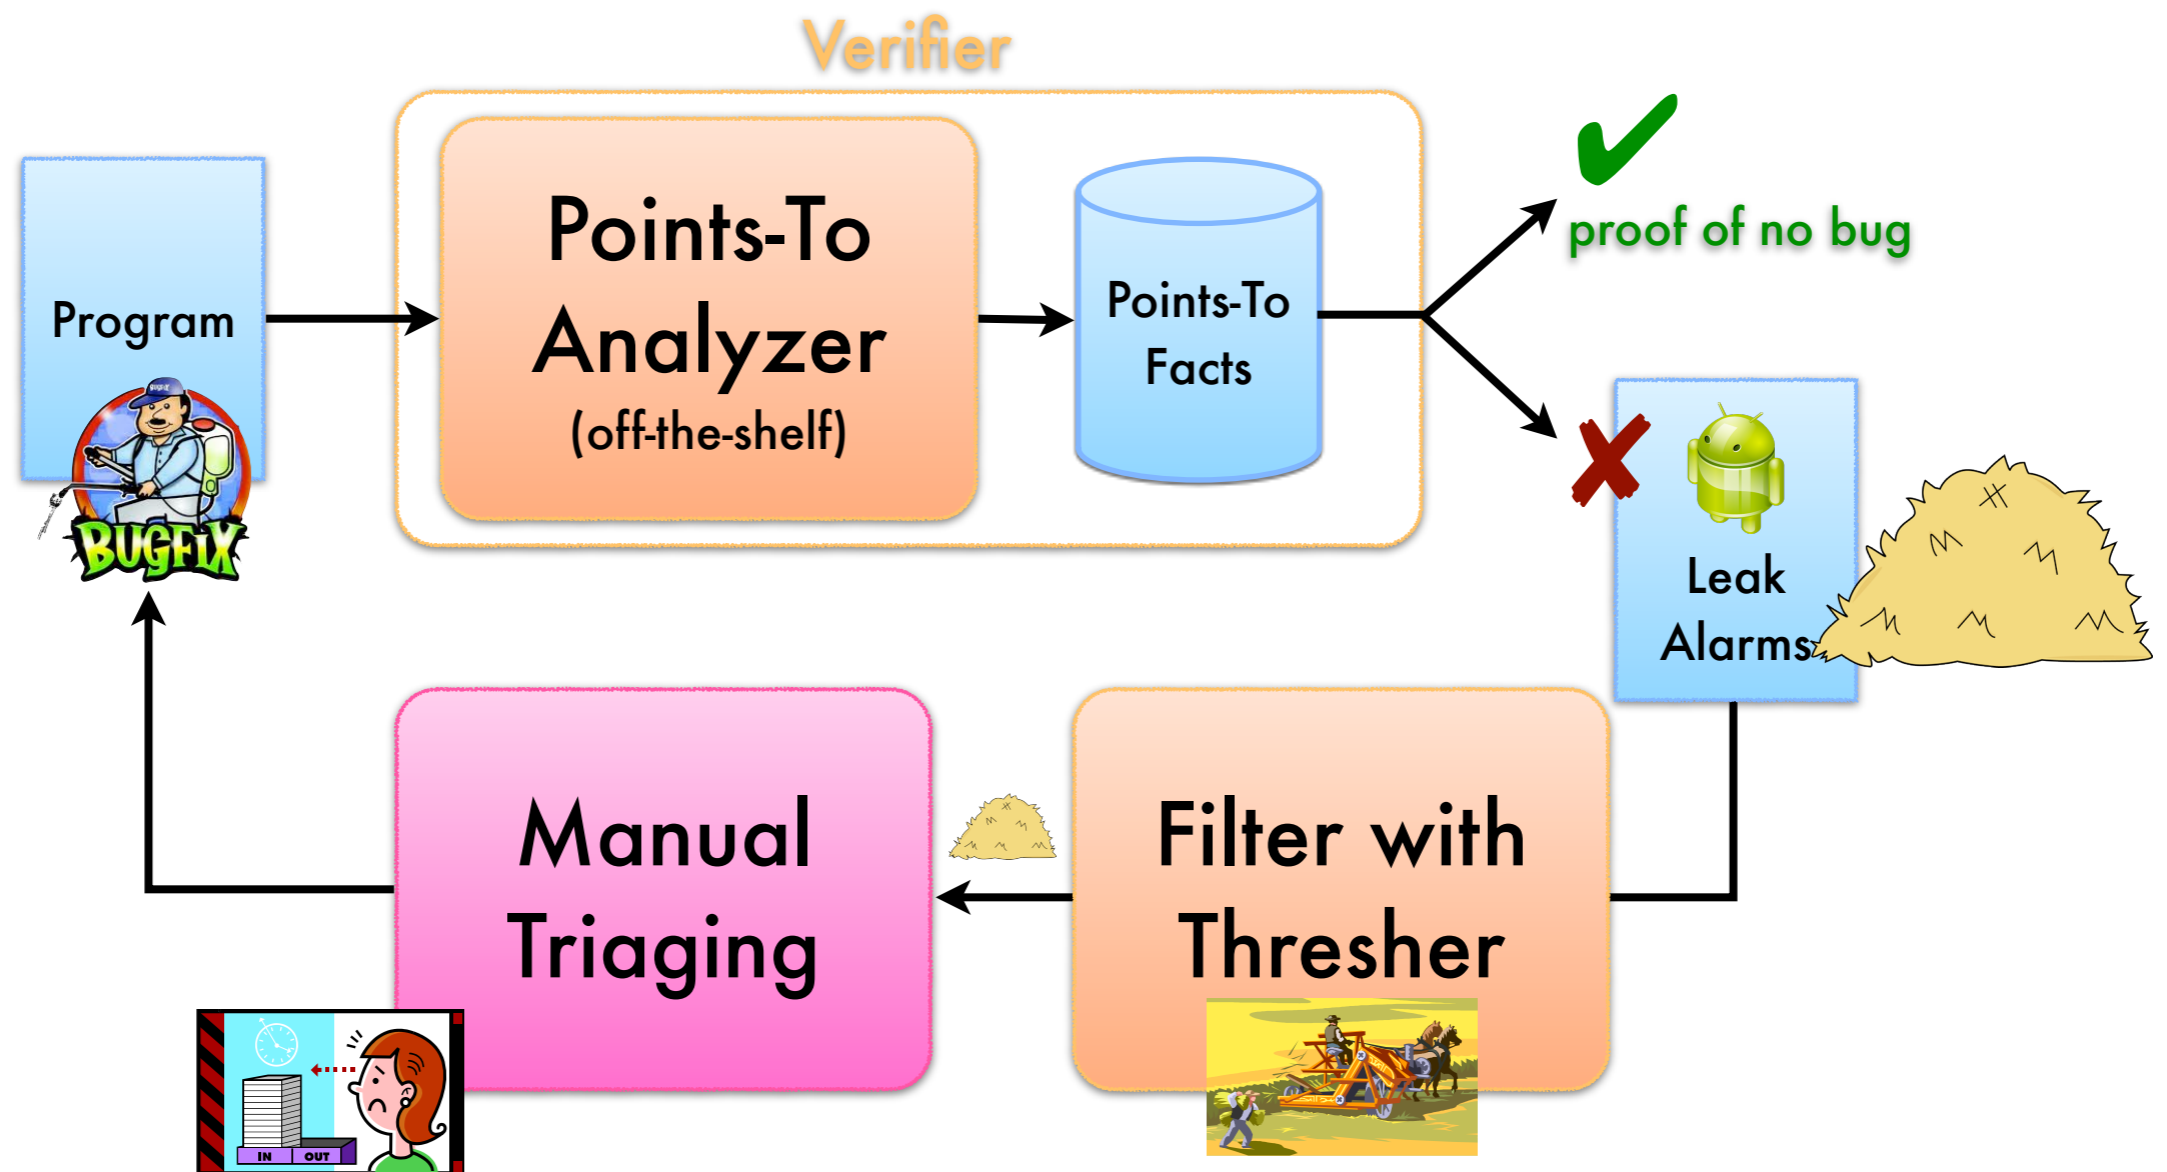 Verifier
Program
BUGFIX
BUGFIX
Points-To
Analyzer
(off-the-shelf)
Points-To
Facts
proof of no bug
Leak
Alarms
Manual
Triaging
Filter with
Thresher
IN OUT